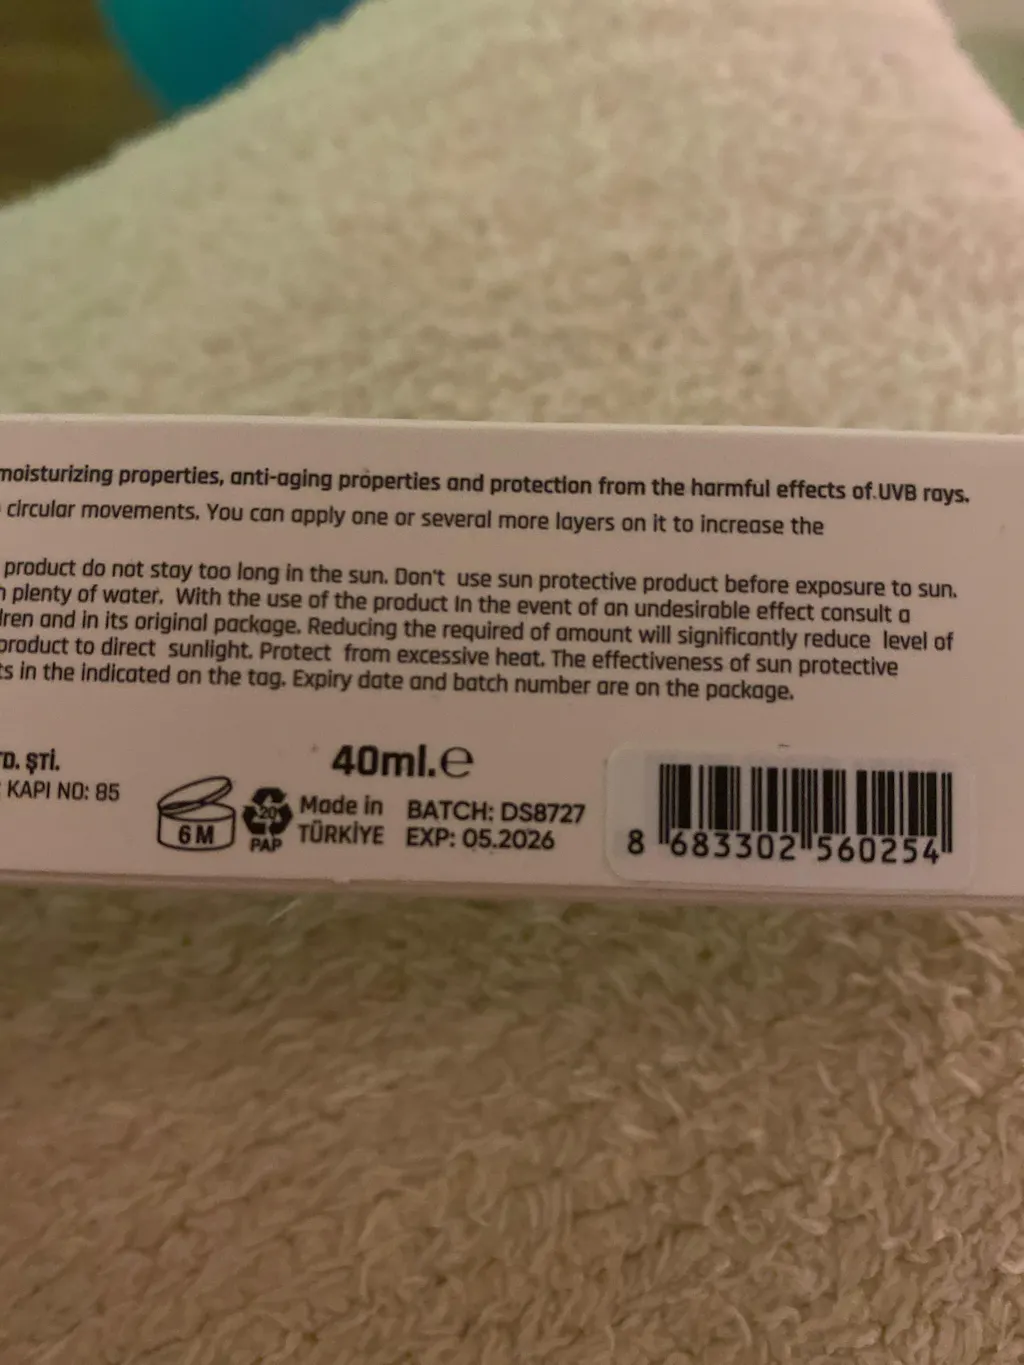 moisturizing properties, anti-aging properties and protection from the harmful effects of.UVB rays.
circular movements. You can apply one or several more layers on it to increase the
product do not stay too long in the sun. Don't use sun protective product before exposure to sun.
plenty of water. With the use of the product In the event of an undesirable effect consult a
dren and in its original package. Reducing the required of amount will significantly reduce level of
product to direct sunlight. Protect from excessive heat. The effectiveness of sun protective
ts in the indicated on the tag. Expiry date and batch number are on the package.
TD. ŞTİ.
KAPI NO: 85
40ml.e
6 M
20
PAP
Made in
TÜRKİYE
BATCH: DS8727
EXP: 05.2026
8 683302 560254